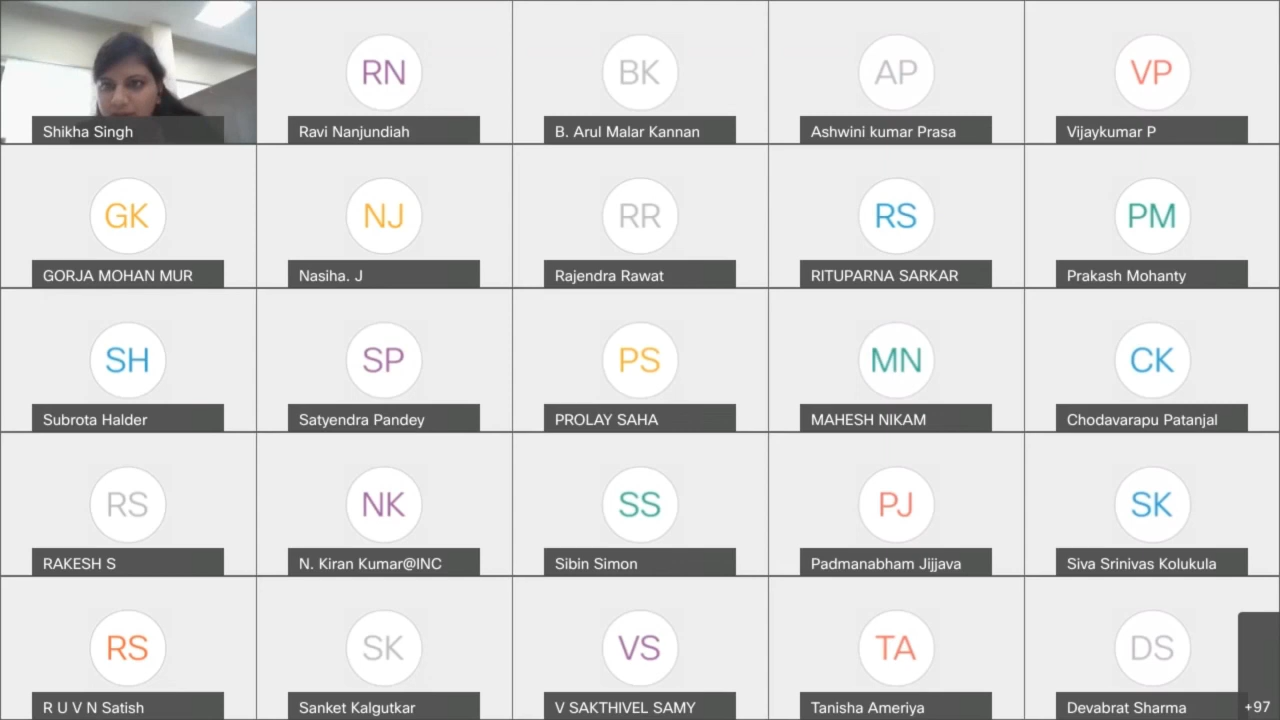 Shikha Singh
RN
Ravi Nanjundiah
BK
B. Arul Malar Kannan
AP
Ashwini kumar Prasa
VP
Vijaykumar P
GK
GORJA MOHAN MUR
NJ
Nasiha. J
RR
Rajendra Rawat
RS
RITUPARNA SARKAR
PM
Prakash Mohanty
SH
Subrota Halder
SP
Satyendra Pandey
PS
PROLAY SAHA
MN
MAHESH NIKAM
CK
Chodavarapu Patanjal
RS
RAKESH S
NK
N. Kiran Kumar@INC
SS
Sibin Simon
PJ
Padmanabham Jijjava
SK
Siva Srinivas Kolukula
RS
R U V N Satish
SK
Sanket Kalgutkar
VS
V SAKTHIVEL SAMY
TA
Tanisha Ameriya
DS
Devabrat Sharma
+97